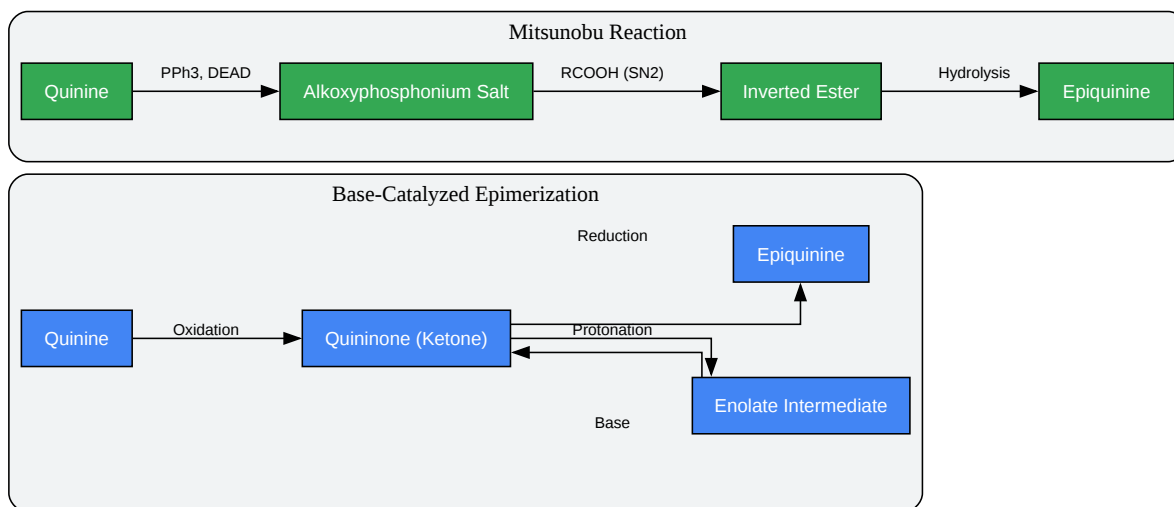 Mitsunobu Reaction
PPh3, DEAD
RCOOH (SN2)
Hydrolysis
Quinine
Alkoxyphosphonium Salt
Inverted Ester
Epiquinine
Base-Catalyzed Epimerization
Reduction
Epiquinine
Quinine
Oxidation
Quininone (Ketone)
Protonation
Enolate Intermediate
Base